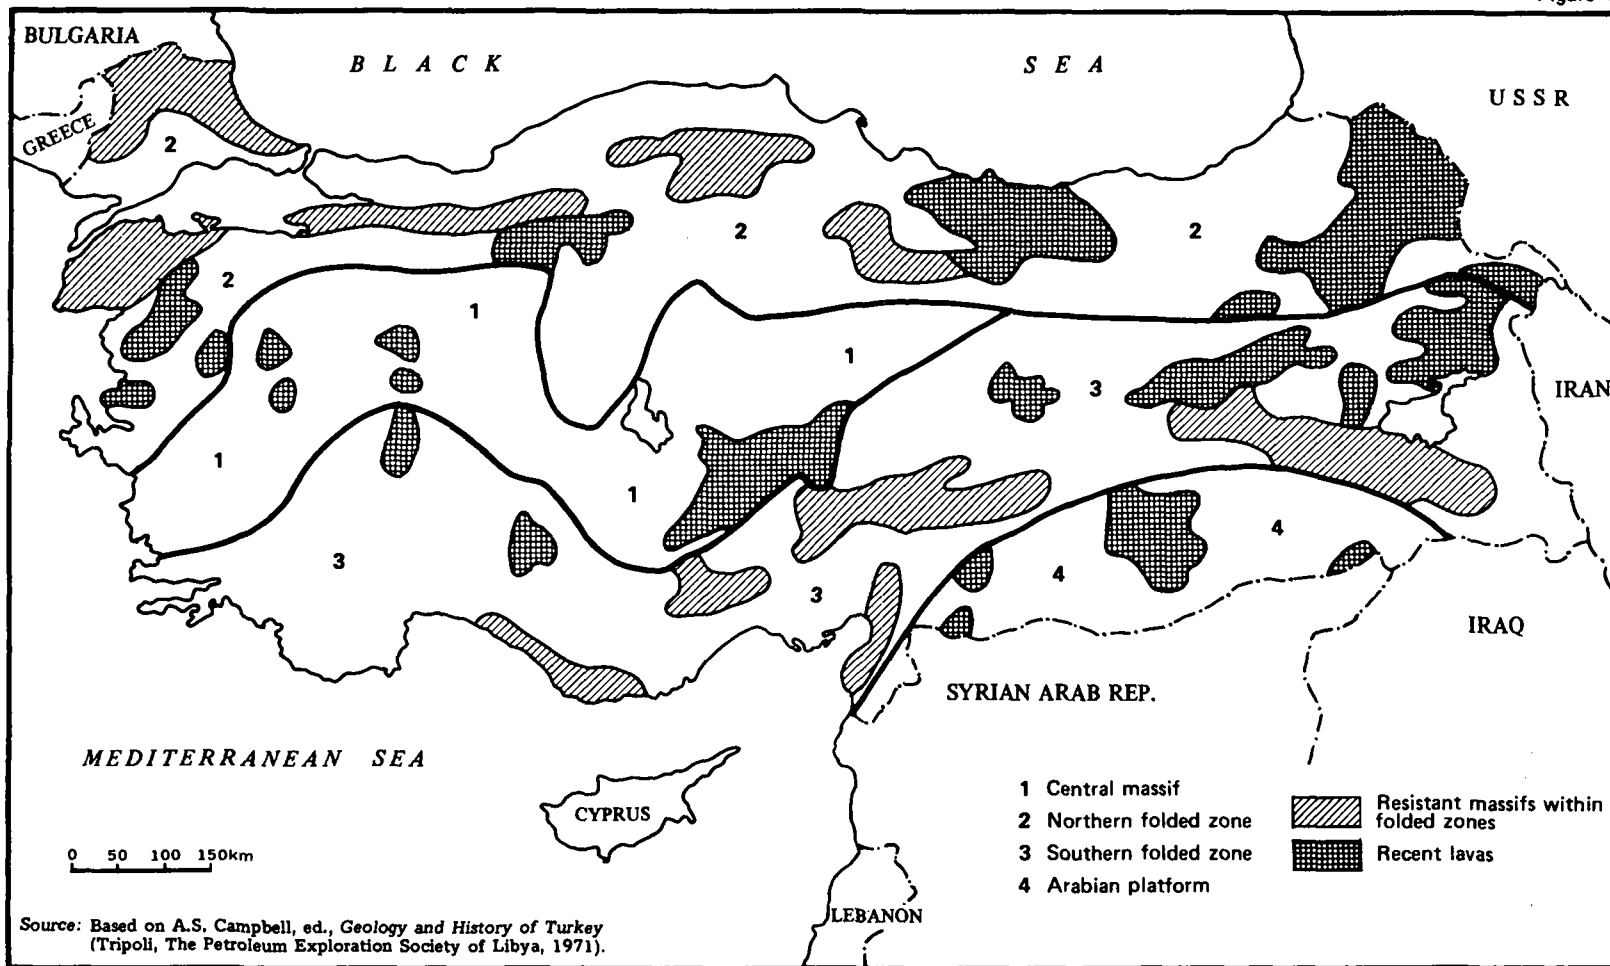 Figure
BULGARIA
BLACK SEA
USSR
GREECE
2
2
2
2
1
1
3
1
1
3
3
4
4
IRAN
IRAQ
SYRIAN ARAB REP.
MEDITERRANEAN SEA
CYPRUS
LEBANON
0 50 100 150km
1 Central massif
2 Northern folded zone
3 Southern folded zone
4 Arabian platform
Resistant massifs within
folded zones
Recent lavas
Source: Based on A.S. Campbell, ed., Geology and History of Turkey
(Tripoli, The Petroleum Exploration Society of Libya, 1971).